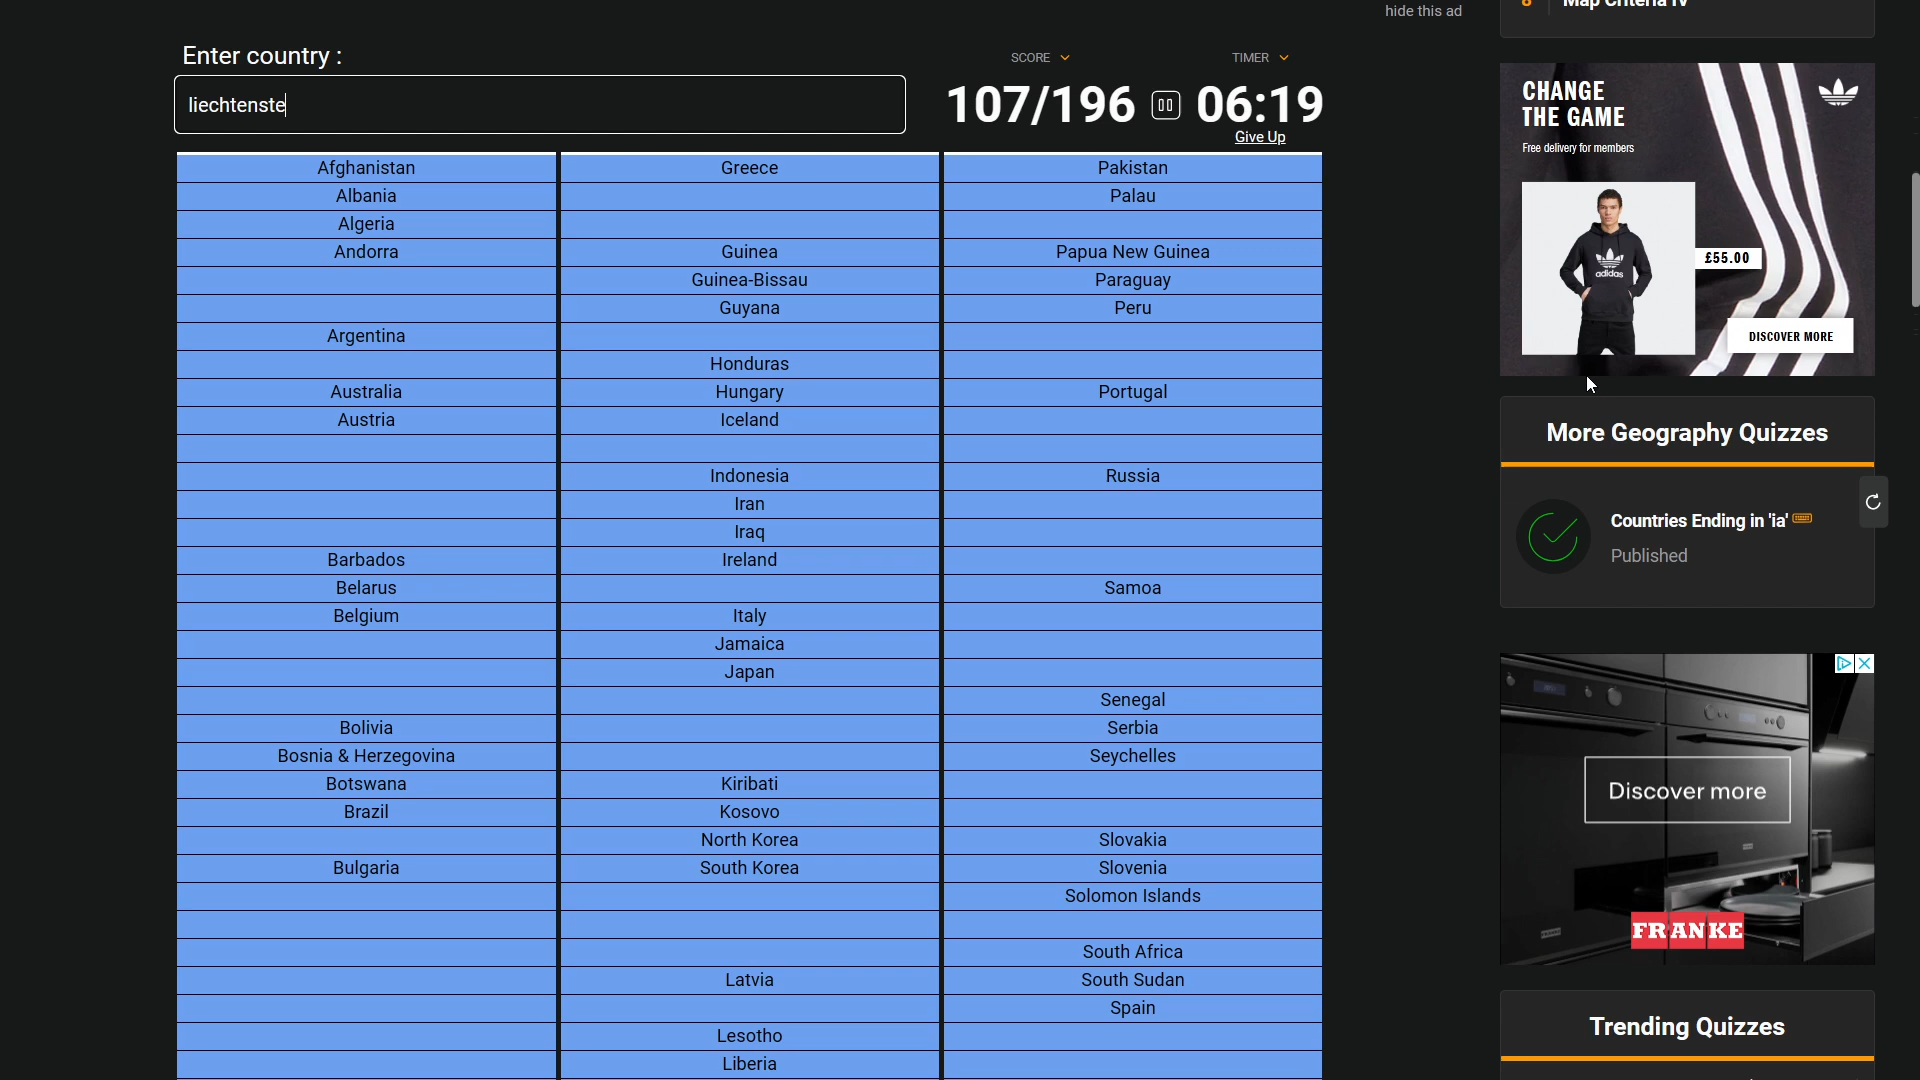 hide this ad
Enter country :
liechtenste
SCORE
107/196
TIMER
06:19
Give Up
Afghanistan
Albania
Algeria
Andorra
Argentina
Australia
Austria
Barbados
Belarus
Belgium
Bolivia
Bosnia & Herzegovina
Botswana
Brazil
Bulgaria
Greece
Guinea
Guinea-Bissau
Guyana
Honduras
Hungary
Iceland
Indonesia
Iran
Iraq
Ireland
Italy
Jamaica
Japan
Kiribati
Kosovo
North Korea
South Korea
Latvia
Lesotho
Liberia
Pakistan
Palau
Papua New Guinea
Paraguay
Peru
Portugal
Russia
Samoa
Senegal
Serbia
Seychelles
Slovakia
Slovenia
Solomon Islands
South Africa
South Sudan
Spain
8 Map Criteria IV
CHANGE
THE GAME
Free delivery for members
adidas
£55.00
DISCOVER MORE
More Geography Quizzes
Countries Ending in 'ia'
Published
Discover more
FRANKE
Trending Quizzes